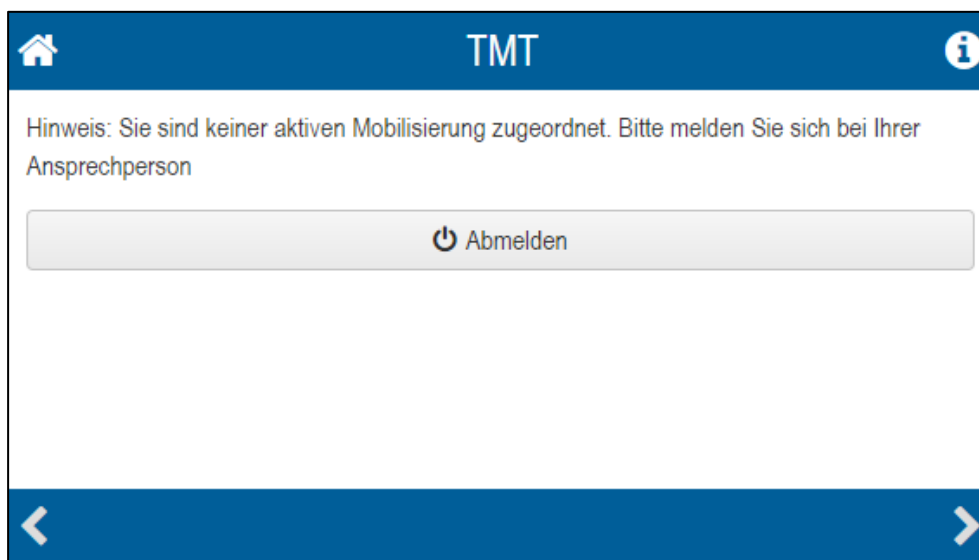 TMT
Hinweis: Sie sind keiner aktiven Mobilisierung zugeordnet. Bitte melden Sie sich bei Ihrer
Ansprechperson
Abmelden